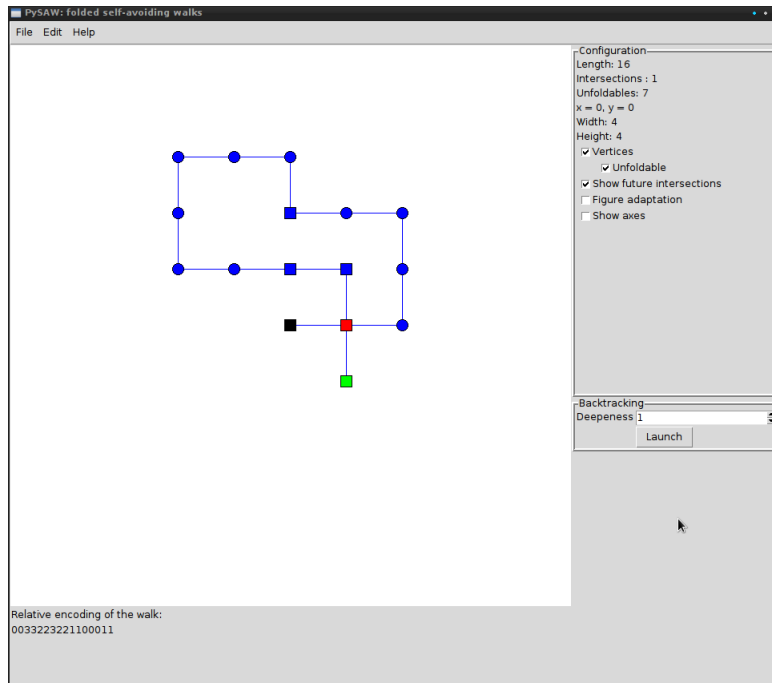 PySAW: folded self-avoiding walks
File Edit Help
Configuration
Length: 16
Intersections : 1
Unfoldables: 7
x = 0, y = 0
Width: 4
Height: 4
Vertices
Unfoldable
Show future intersections
Figure adaptation
Show axes
Backtracking
Deepeness 1
Launch
Relative encoding of the walk:
0033223221100011